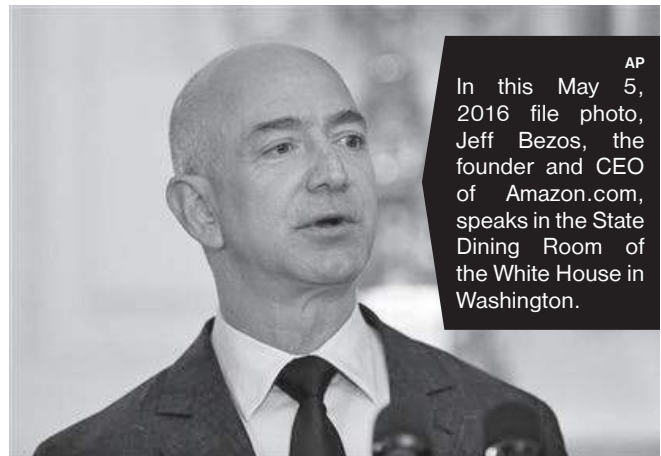 AP
In this May 5,
2016 file photo,
Jeff Bezos, the
founder and CEO
of Amazon.com,
speaks in the State
Dining Room of
the White House in
Washington.